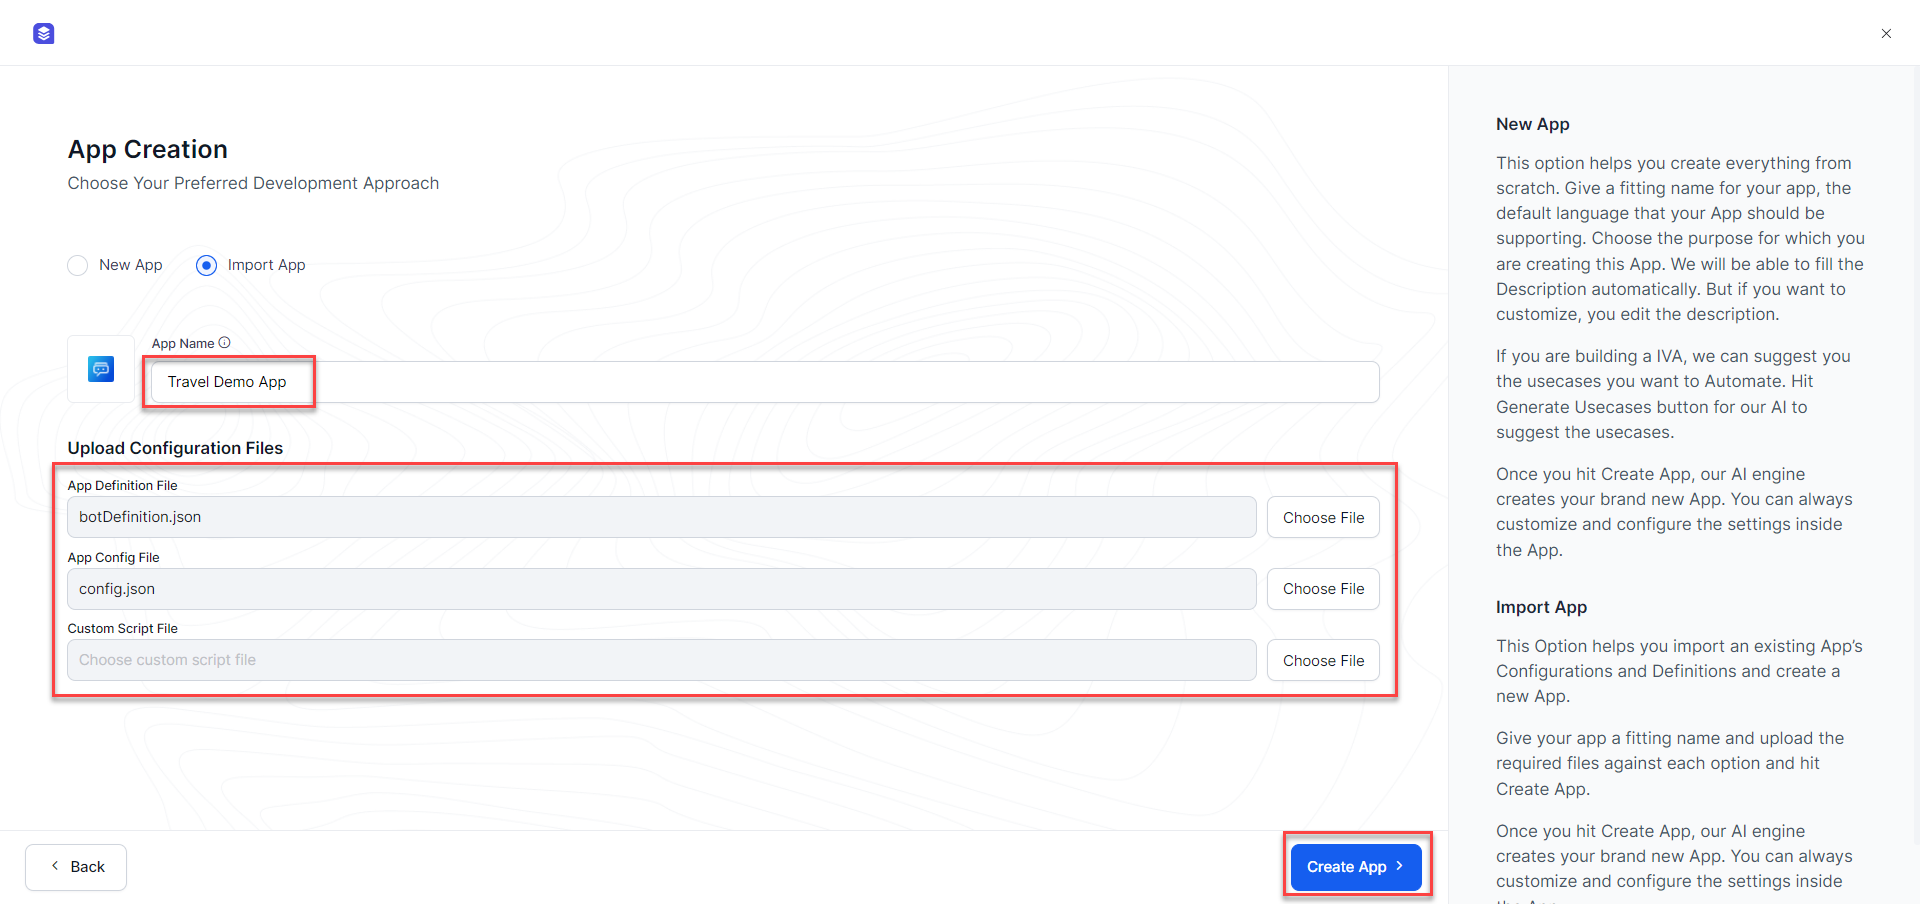 App Creation
Choose Your Preferred Development Approach
New App
Import App
App Name
Travel Demo App
Upload Configuration Files
App Definition File
botDefinition.json
Choose File
App Config File
config.json
Choose File
Custom Script File
Choose custom script file
Choose File
Back
Create App
New App
This option helps you create everything from
scratch. Give a fitting name for your app, the
default language that your App should be
supporting. Choose the purpose for which you
are creating this App. We will be able to fill the
Description automatically. But if you want to
customize, you edit the description.
If you are building a IVA, we can suggest you
the usecases you want to Automate. Hit
Generate Usecases button for our AI to
suggest the usecases.
Once you hit Create App, our AI engine
creates your brand new App. You can always
customize and configure the settings inside
the App.
Import App
This Option helps you import an existing App’s
Configurations and Definitions and create a
new App.
Give your app a fitting name and upload the
required files against each option and hit
Create App.
Once you hit Create App, our AI engine
creates your brand new App. You can always
customize and configure the settings inside